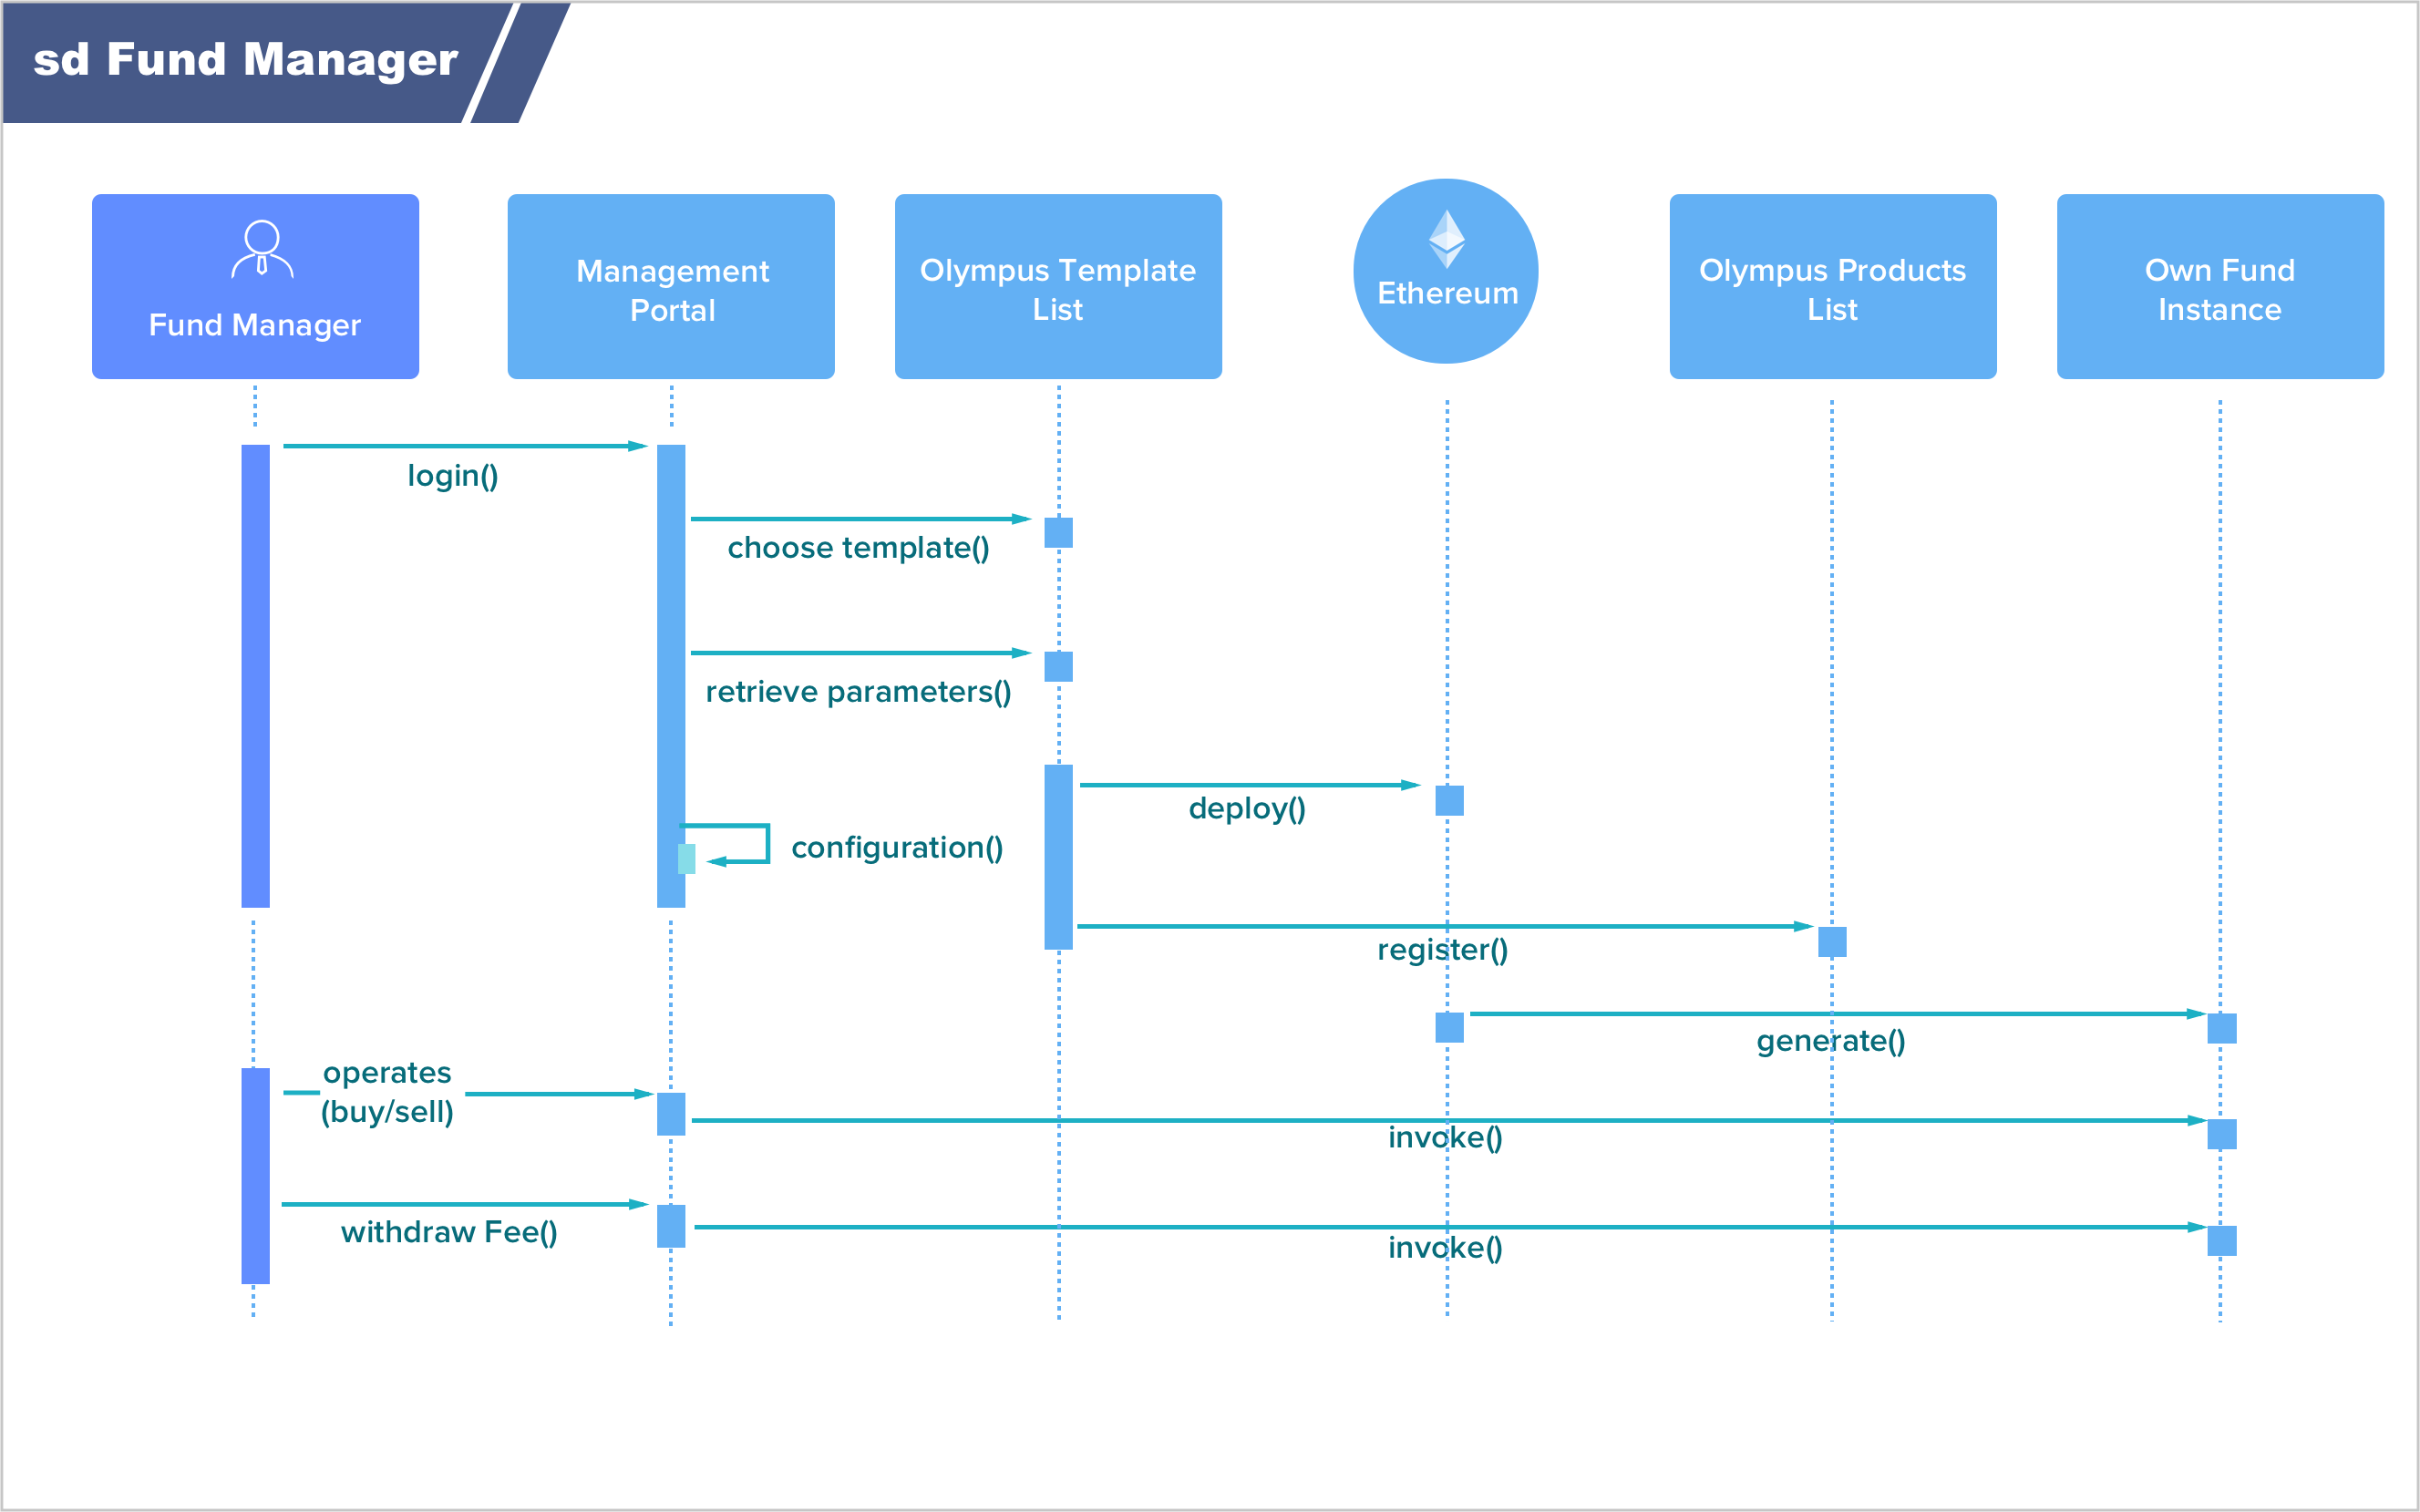 sd Fund Manager
Fund Manager
Management
Portal
Olympus Template
List
Ethereum
Olympus Products
List
Own Fund
Instance
login()
choose template()
retrieve parameters()
deploy()
configuration()
register()
generate()
operates
(buy/sell)
invoke()
withdraw Fee()
invoke()